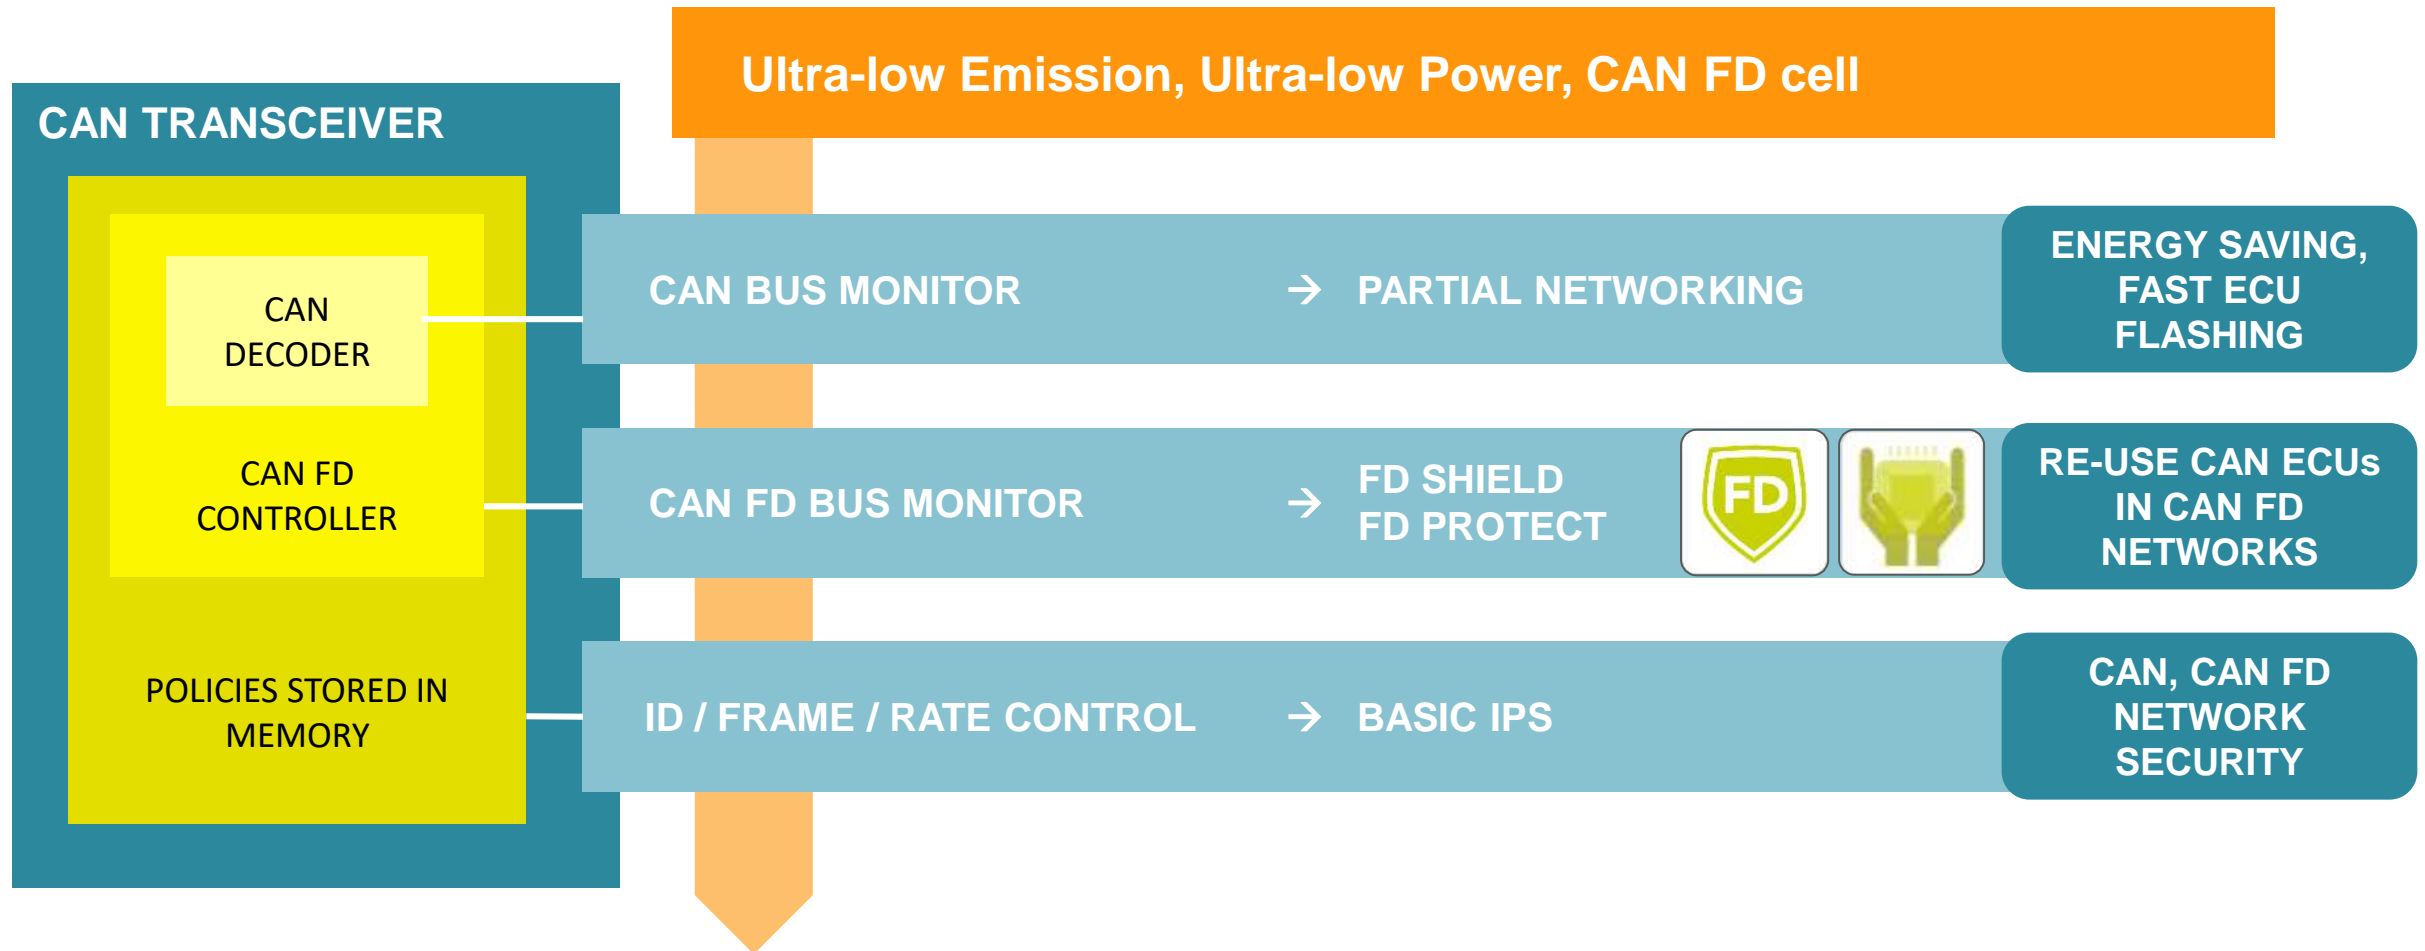 Ultra-low Emission, Ultra-low Power, CAN FD cell
CAN TRANSCEIVER
CAN
DECODER
CAN BUS MONITOR → PARTIAL NETWORKING
ENERGY SAVING,
FAST ECU
FLASHING
CAN FD
CONTROLLER
CAN FD BUS MONITOR →
FD SHIELD
FD PROTECT
FD
RE-USE CAN ECUs
IN CAN FD
NETWORKS
POLICIES STORED IN
MEMORY
ID / FRAME / RATE CONTROL → BASIC IPS
CAN, CAN FD
NETWORK
SECURITY